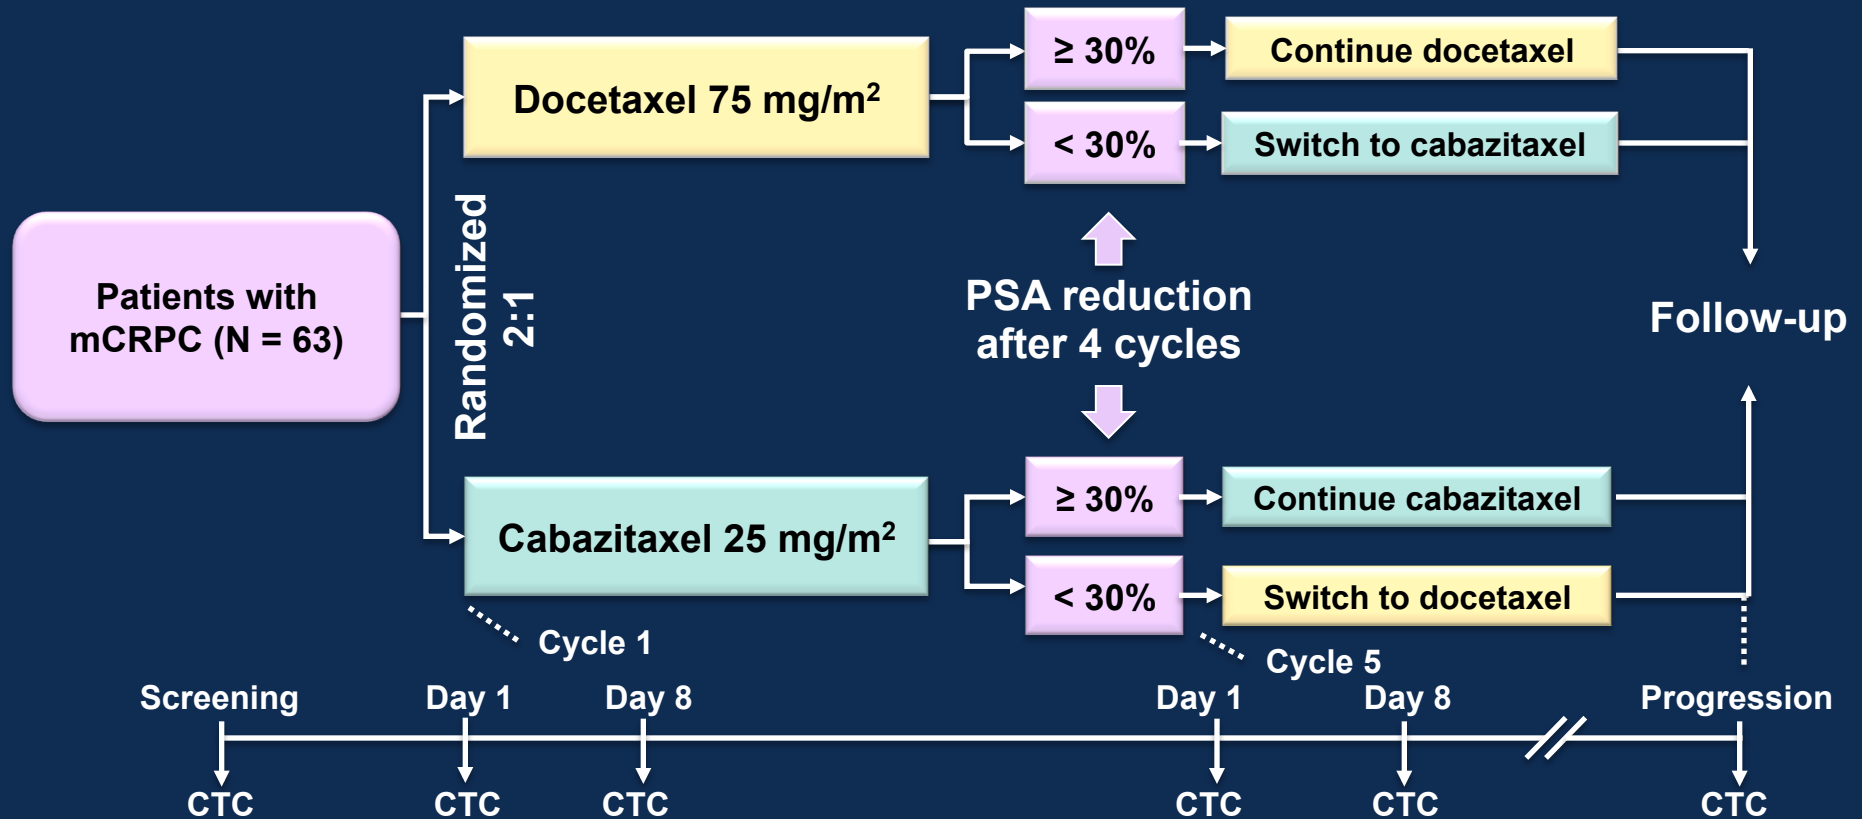 Patients with
mCRPC (N = 63)
Randomized
2:1
Docetaxel 75 mg/m²
≥ 30%
Continue docetaxel
< 30%
Switch to cabazitaxel
PSA reduction
after 4 cycles
Follow-up
Cabazitaxel 25 mg/m²
≥ 30%
Continue cabazitaxel
< 30%
Switch to docetaxel
Cycle 1
Cycle 5
Screening
Day 1
Day 8
Day 1
Day 8
Progression
CTC
CTC
CTC
CTC
CTC
CTC